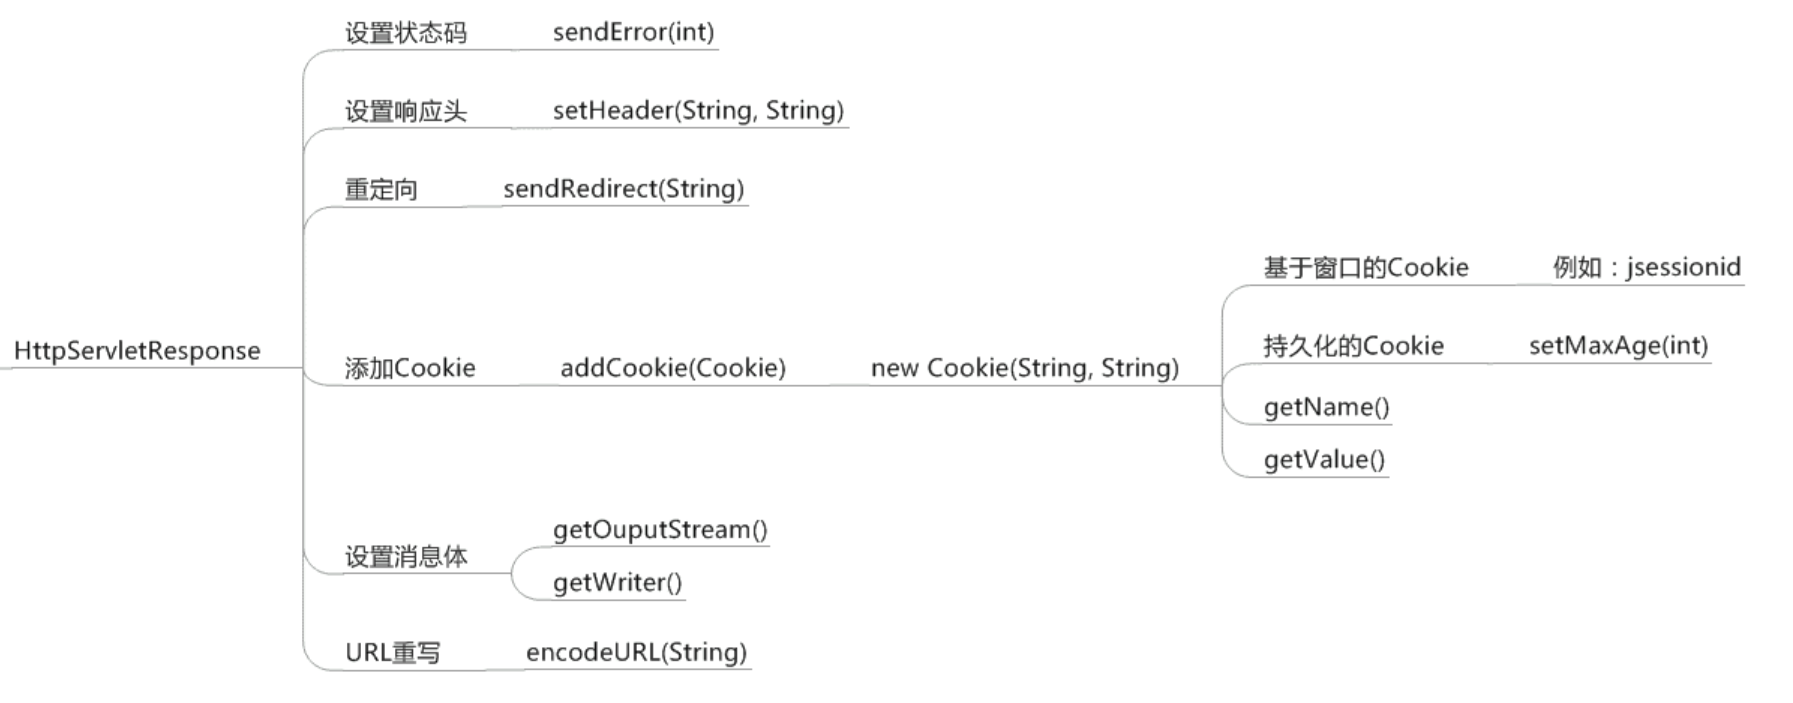 设置状态码 sendError(int)
设置响应头 setHeader(String, String)
重定向 sendRedirect(String)
基于窗口的Cookie 例如：jsessionid
持久化的Cookie setMaxAge(int)
HttpServletResponse
添加Cookie addCookie(Cookie) new Cookie(String, String)
getName()
getValue()
getOuputStream()
设置消息体
getWriter()
URL重写 encodeURL(String)